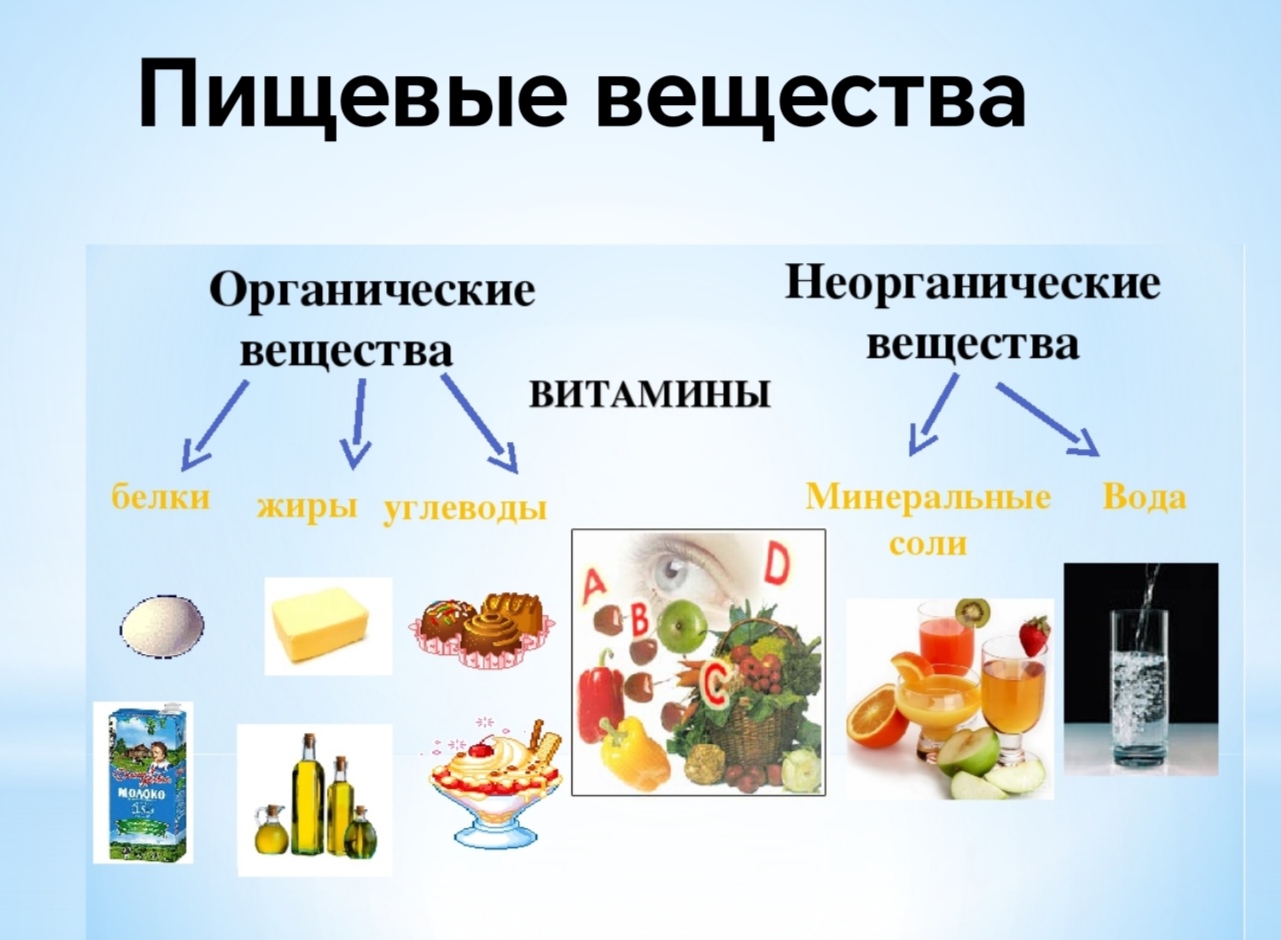 Пищевые вещества
Органические
вещества
Неорганические
вещества
ВИТАМИНЫ
белки
жиры
углеводы
Минеральные
соли
Вода
A
B
C
D
МОЛОКО